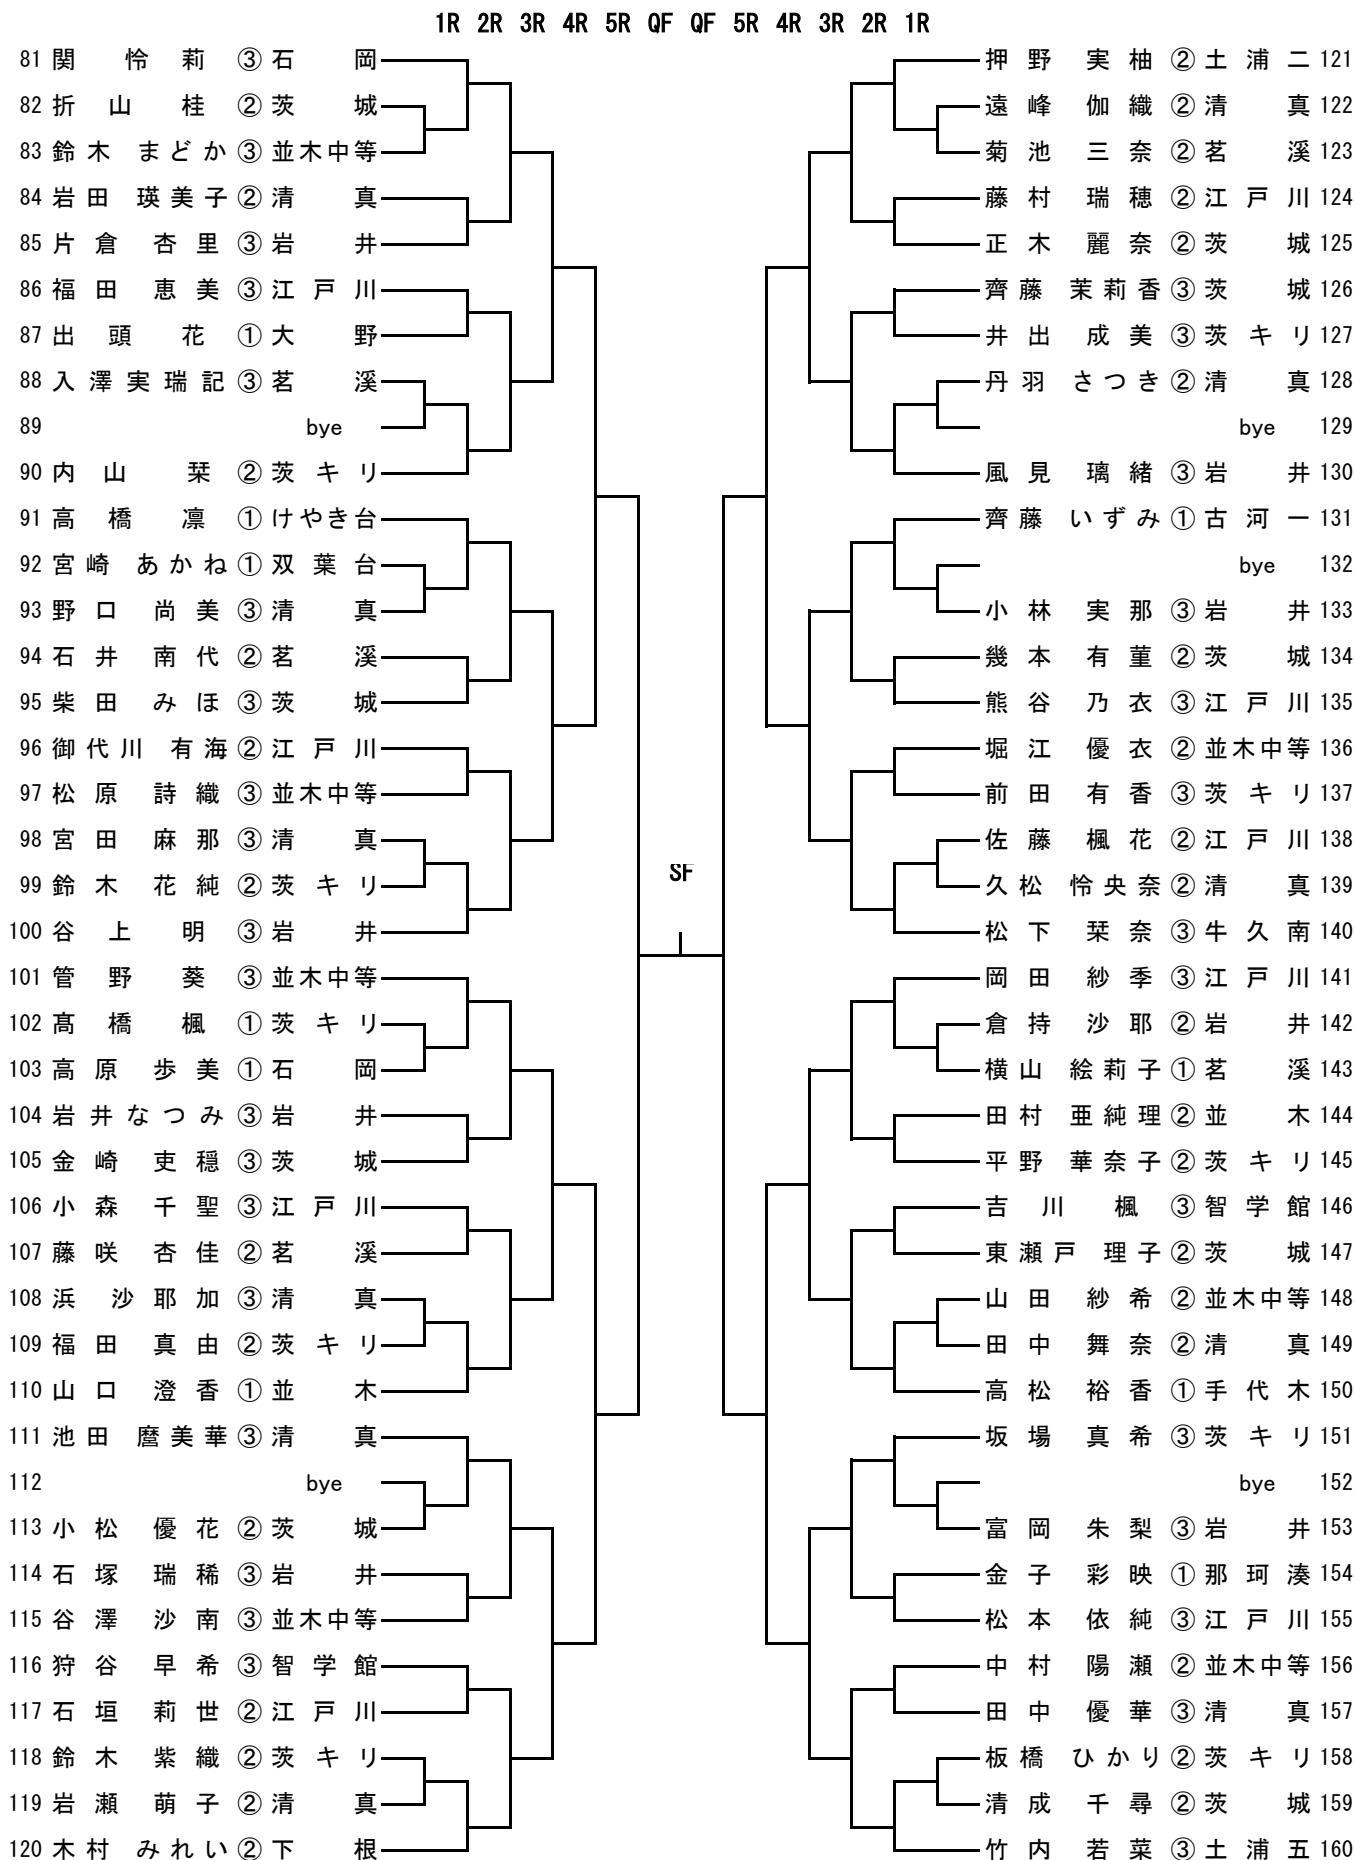 1R 2R 3R 4R 5R QF QF 5R 4R 3R 2R 1R
81 関 怜 莉 ③ 石 岡
82 折 山 桂 ② 茨 城
83 鈴 木 まどか ③ 並木中等
84 岩 田 瑛美子 ② 清 真
85 片 倉 杏 里 ③ 岩 井
86 福 田 恵 美 ③ 江 戸 川
87 出 頭 花 ① 大 野
88 入 澤 実瑞記 ③ 茗 溪
89 bye
90 内 山 栞 ② 茨 キ リ
91 高 橋 凛 ① けやき台
92 宮 崎 あかね ① 双 葉 台
93 野 口 尚 美 ③ 清 真
94 石 井 南 代 ② 茗 溪
95 柴 田 み ほ ③ 茨 城
96 御代川 有海 ② 江 戸 川
97 松 原 詩 織 ③ 並木中等
98 宮 田 麻 那 ③ 清 真
99 鈴 木 花 純 ② 茨 キ リ
100 谷 上 明 ③ 岩 井
101 管 野 葵 ③ 並木中等
102 髙 橋 楓 ① 茨 キ リ
103 高 原 歩 美 ① 石 岡
104 岩 井 なつみ ③ 岩 井
105 金 崎 吏 穏 ③ 茨 城
106 小 森 千 聖 ③ 江 戸 川
107 藤 咲 杏 佳 ② 茗 溪
108 浜 沙耶加 ③ 清 真
109 福 田 真 由 ② 茨 キ リ
110 山 口 澄 香 ① 並 木
111 池 田 麿美華 ③ 清 真
112 bye
113 小 松 優 花 ② 茨 城
114 石 塚 瑞 稀 ③ 岩 井
115 谷 澤 沙 南 ③ 並木中等
116 狩 谷 早 希 ③ 智 学 館
117 石 垣 莉 世 ② 江 戸 川
118 鈴 木 紫 織 ② 茨 キ リ
119 岩 瀬 萌 子 ② 清 真
120 木 村 みれい ② 下 根
SF
押 野 実 柚 ② 土 浦 二 121
遠 峰 伽 織 ② 清 真 122
菊 池 三 奈 ② 茗 溪 123
藤 村 瑞 穂 ② 江 戸 川 124
正 木 麗 奈 ② 茨 城 125
齊 藤 茉莉香 ③ 茨 城 126
井 出 成 美 ③ 茨 キ リ 127
丹 羽 さつき ② 清 真 128
bye 129
風 見 璃 緒 ③ 岩 井 130
齊 藤 いずみ ① 古 河 一 131
bye 132
小 林 実 那 ③ 岩 井 133
幾 本 有 菫 ② 茨 城 134
熊 谷 乃 衣 ③ 江 戸 川 135
堀 江 優 衣 ② 並木中等 136
前 田 有 香 ③ 茨 キ リ 137
佐 藤 楓 花 ② 江 戸 川 138
久 松 怜央奈 ② 清 真 139
松 下 栞 奈 ③ 牛 久 南 140
岡 田 紗 季 ③ 江 戸 川 141
倉 持 沙 耶 ② 岩 井 142
横 山 絵莉子 ① 茗 溪 143
田 村 亜純理 ② 並 木 144
平 野 華奈子 ② 茨 キ リ 145
吉 川 楓 ③ 智 学 館 146
東瀬戸 理子 ② 茨 城 147
山 田 紗 希 ② 並木中等 148
田 中 舞 奈 ② 清 真 149
高 松 裕 香 ① 手 代 木 150
坂 場 真 希 ③ 茨 キ リ 151
bye 152
富 岡 朱 梨 ③ 岩 井 153
金 子 彩 映 ① 那 珂 湊 154
松 本 依 純 ③ 江 戸 川 155
中 村 陽 瀬 ② 並木中等 156
田 中 優 華 ③ 清 真 157
板 橋 ひかり ② 茨 キ リ 158
清 成 千 尋 ② 茨 城 159
竹 内 若 菜 ③ 土 浦 五 160